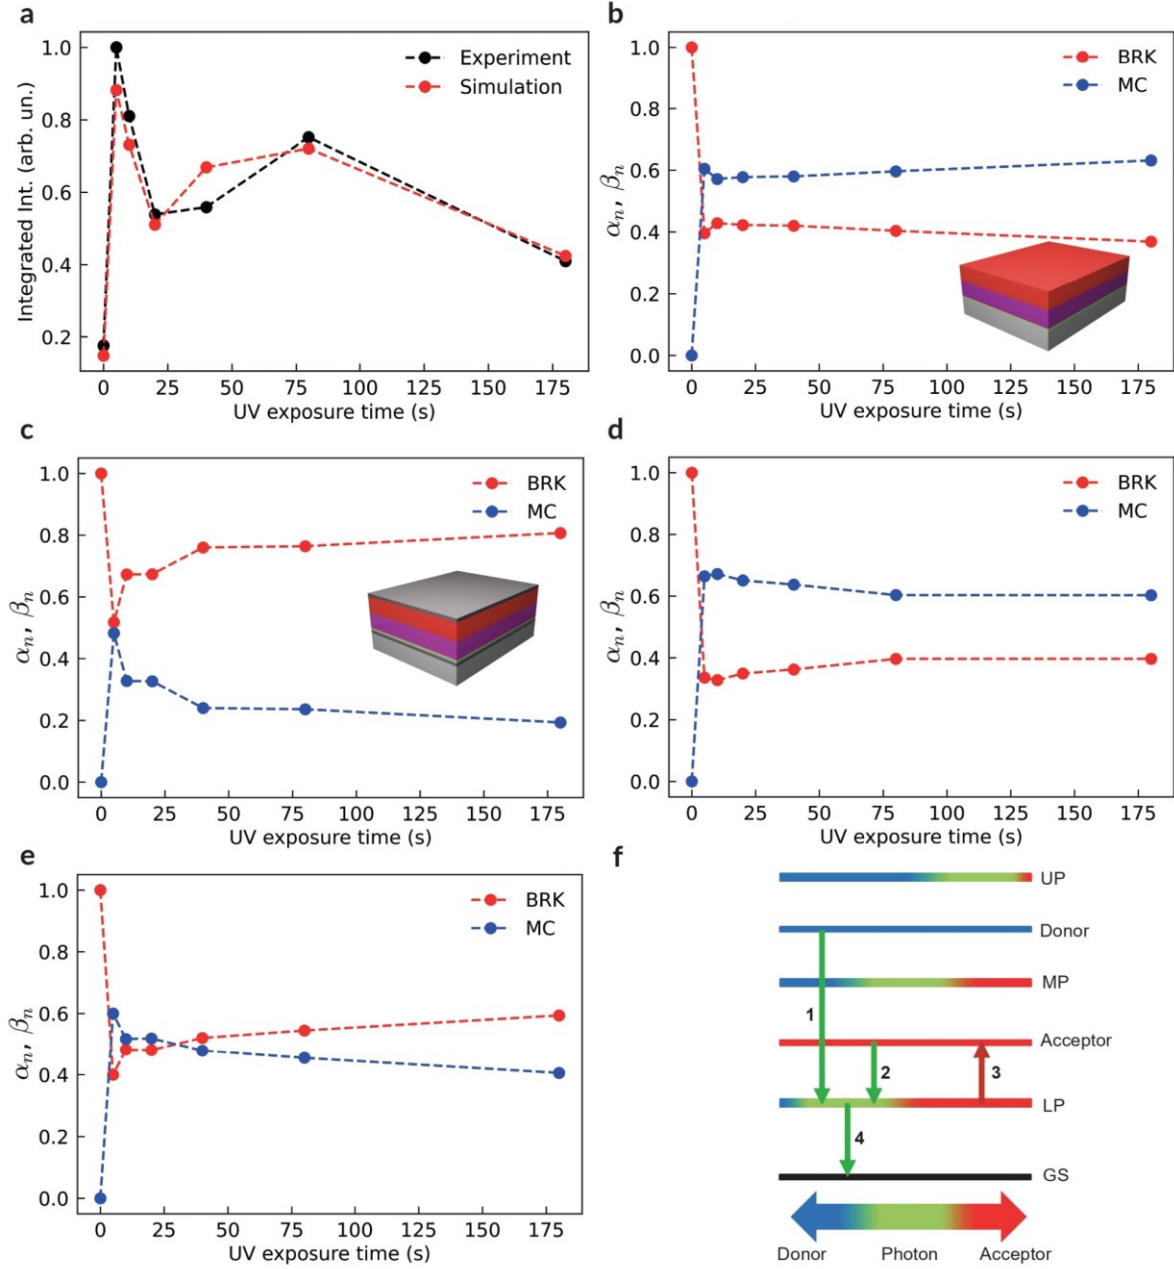 a
Experiment
Simulation
1.0
0.8
0.6
0.4
0.2
Integrated Int. (arb. un.)
0 25 50 75 100 125 150 175
UV exposure time (s)
b
BRK
MC
1.0
0.8
0.6
0.4
0.2
0.0
αn, βn
0 25 50 75 100 125 150 175
UV exposure time (s)
c
BRK
MC
1.0
0.8
0.6
0.4
0.2
0.0
αn, βn
0 25 50 75 100 125 150 175
UV exposure time (s)
d
BRK
MC
1.0
0.8
0.6
0.4
0.2
0.0
αn, βn
0 25 50 75 100 125 150 175
UV exposure time (s)
e
BRK
MC
1.0
0.8
0.6
0.4
0.2
0.0
αn, βn
0 25 50 75 100 125 150 175
UV exposure time (s)
f
UP
Donor
MP
1
Acceptor
2 3
LP
4
GS
Donor Photon Acceptor